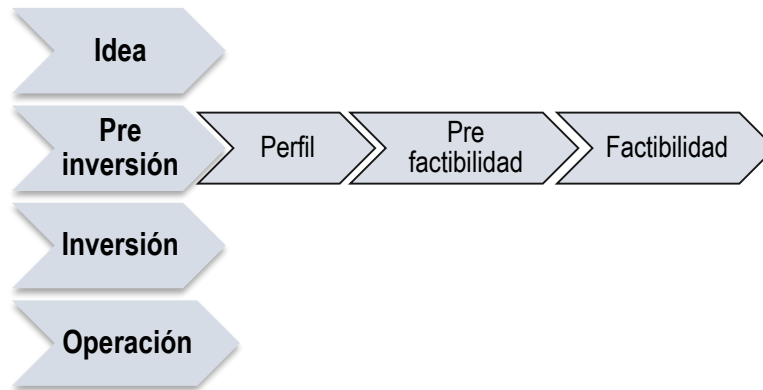 Idea
Pre
inversión
Perfil
Pre
factibilidad
Factibilidad
Inversión
Operación